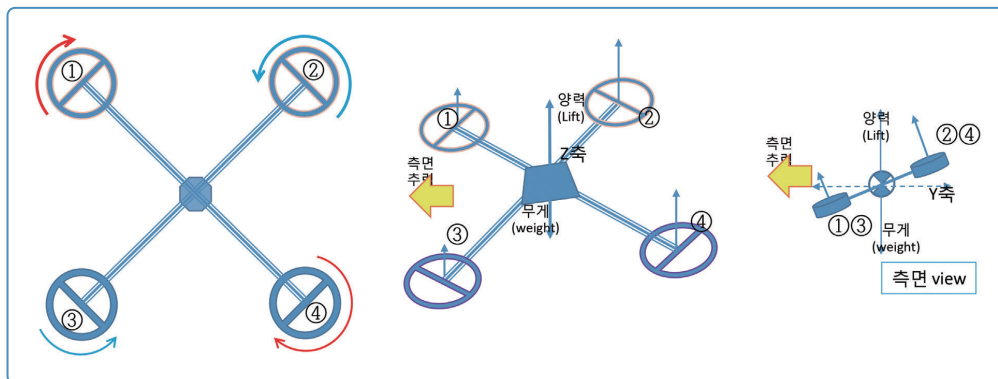 ①
②
③
④
양력
(Lift)
①
②
Z축
측면
추력
무게
(weight)
③
④
양력
(Lift)
②④
측면
추력
Y축
①③
무게
(weight)
측면 view